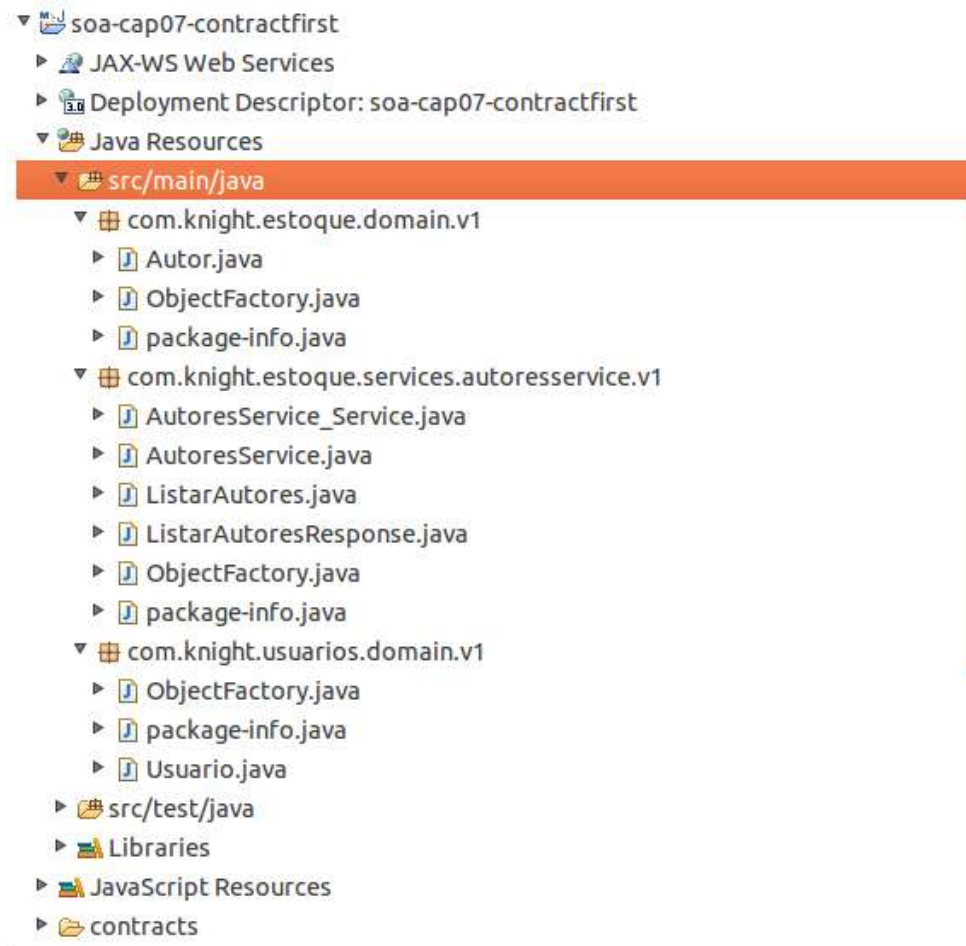 soa-cap07-contractfirst
JAX-WS Web Services
Deployment Descriptor: soa-cap07-contractfirst
Java Resources
src/main/java
com.knight.estoque.domain.v1
Autor.java
ObjectFactory.java
package-info.java
com.knight.estoque.services.autoresservice.v1
AutoresService_Service.java
AutoresService.java
ListarAutores.java
ListarAutoresResponse.java
ObjectFactory.java
package-info.java
com.knight.usuarios.domain.v1
ObjectFactory.java
package-info.java
Usuario.java
src/test/java
Libraries
JavaScript Resources
contracts